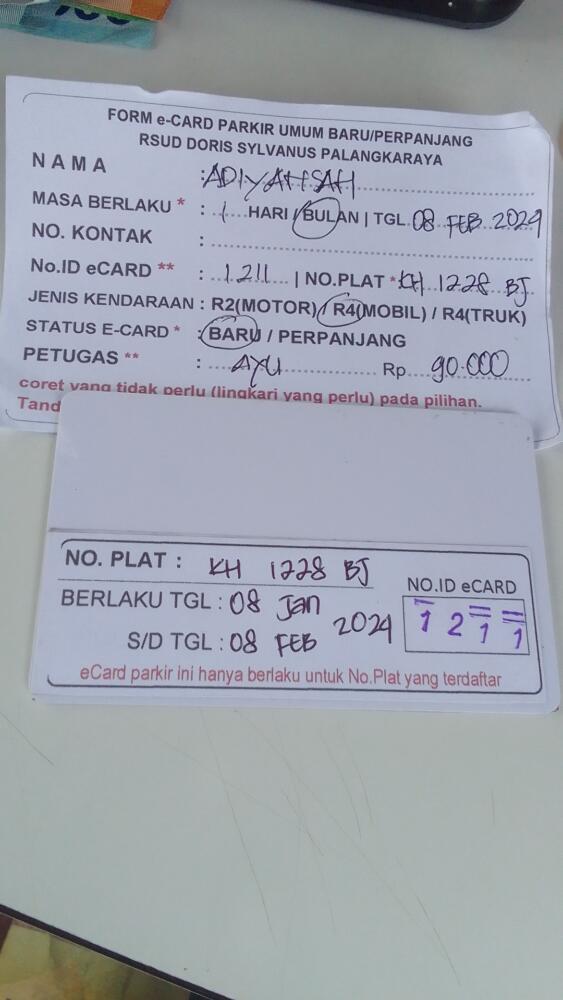 FORM e-CARD PARKIR UMUM BARU/PERPANJANG
RSUD DORIS SYLVANUS PALANGKARAYA
NAMA : ADIYAHSAH
MASA BERLAKU * : 1 HARI / BULAN | TGL. 08 FEB 2024
NO. KONTAK :
No.ID eCARD ** : 1211 | NO.PLAT * KH 1228 BJ
JENIS KENDARAAN : R2(MOTOR) / R4(MOBIL) / R4(TRUK)
STATUS E-CARD * : BARU / PERPANJANG
PETUGAS ** : AYU Rp 90.000
coret yang tidak perlu (lingkari yang perlu) pada pilihan.
Tand
NO. PLAT : KH 1228 BJ
BERLAKU TGL : 08 Jan 2024
S/D TGL : 08 FEB
NO.ID eCARD
1 2 1 1
eCard parkir ini hanya berlaku untuk No.Plat yang terdaftar